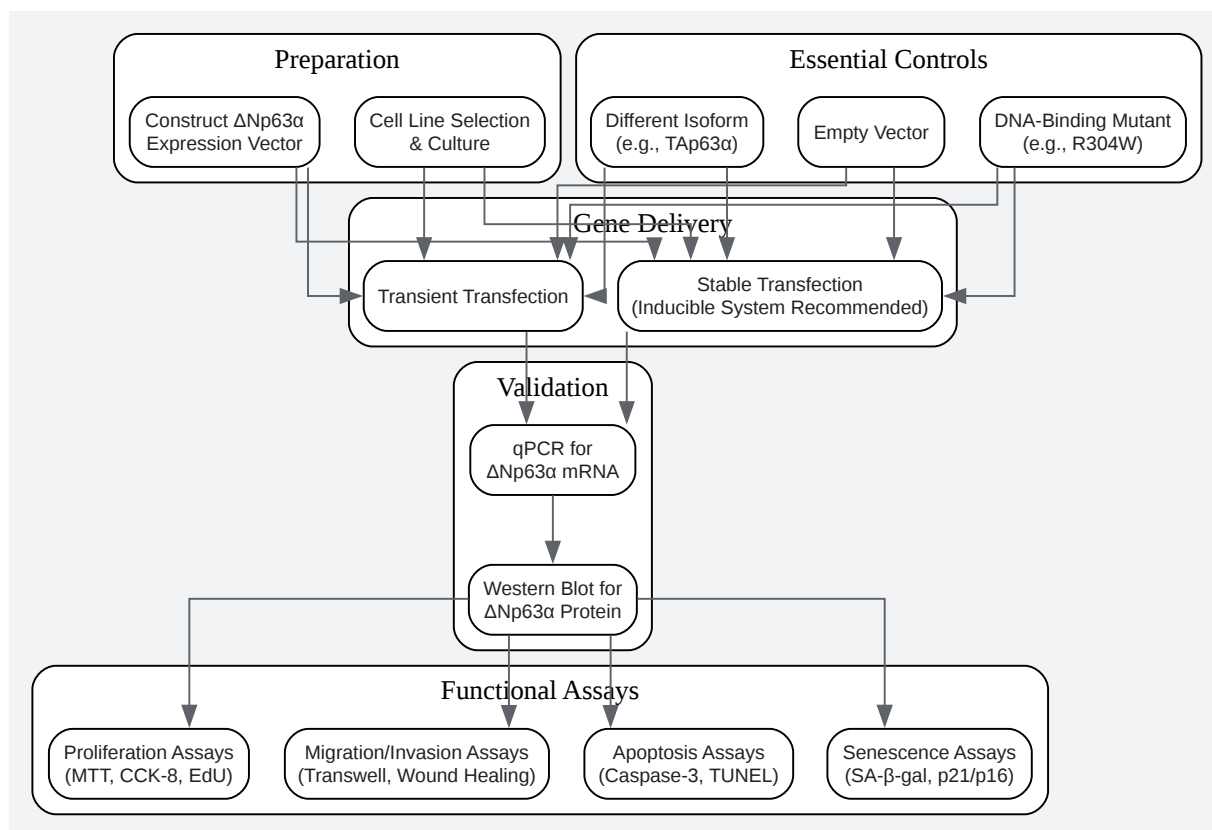 Preparation
Essential Controls
Construct ΔNp63α
Expression Vector
Cell Line Selection
& Culture
Different Isoform
(e.g., TAp63α)
Empty Vector
DNA-Binding Mutant
(e.g., R304W)
Gene Delivery
Transient Transfection
Stable Transfection
(Inducible System Recommended)
Validation
qPCR for
ΔNp63α mRNA
Western Blot for
ΔNp63α Protein
Functional Assays
Proliferation Assays
(MTT, CCK-8, EdU)
Migration/Invasion Assays
(Transwell, Wound Healing)
Apoptosis Assays
(Caspase-3, TUNEL)
Senescence Assays
(SA-β-gal, p21/p16)